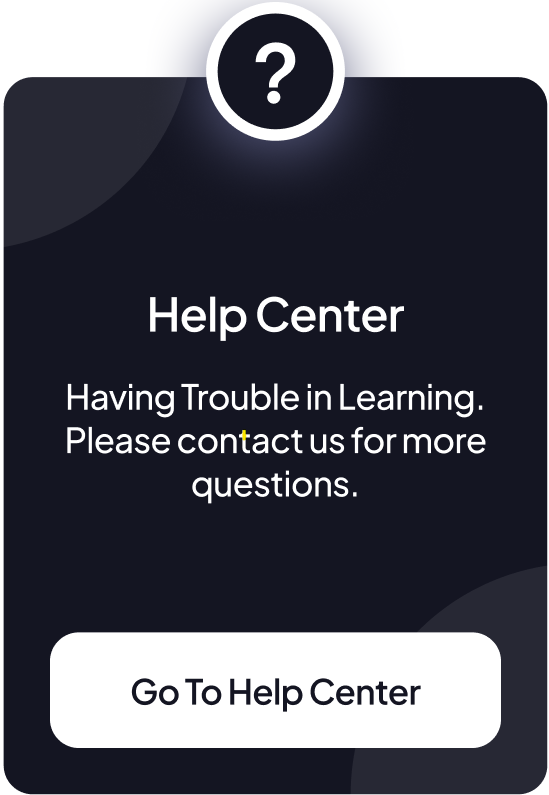 ?
Help Center
Having Trouble in Learning.
Please contact us for more
questions.
Go To Help Center